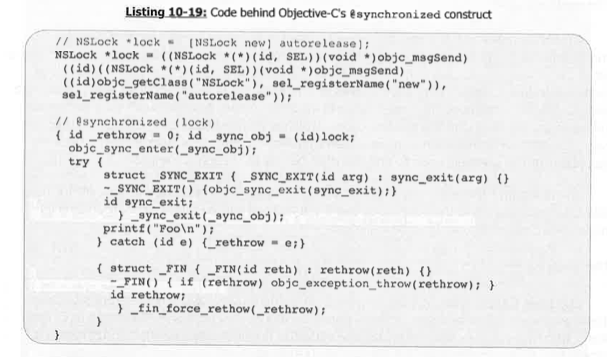 Listing 10-19: Code behind Objective-C's @synchronized construct
// NSLock *lock = [NSLock new] autorelease];
NSLock *lock = ((NSLock *(*)(id, SEL))(void *)objc_msgSend)
((id)((NSLock *(*)(id, SEL))(void *)objc_msgSend)
((id)objc_getClass("NSLock"), sel_registerName("new")),
sel_registerName("autorelease"));
// @synchronized (lock)
{ id _rethrow = 0; id _sync_obj = (id)lock;
objc_sync_enter(_sync_obj);
try {
struct _SYNC_EXIT { _SYNC_EXIT(id arg) : sync_exit(arg) {}
~_SYNC_EXIT() {objc_sync_exit(sync_exit);}
id sync_exit;
} _sync_exit(_sync_obj);
printf("Foo\n");
} catch (id e) {_rethrow = e;}
{ struct _FIN { _FIN(id reth) : rethrow(reth) {}
~_FIN() { if (rethrow) objc_exception_throw(rethrow); }
id rethrow;
} _fin_force_rethow(_rethrow);
}
}